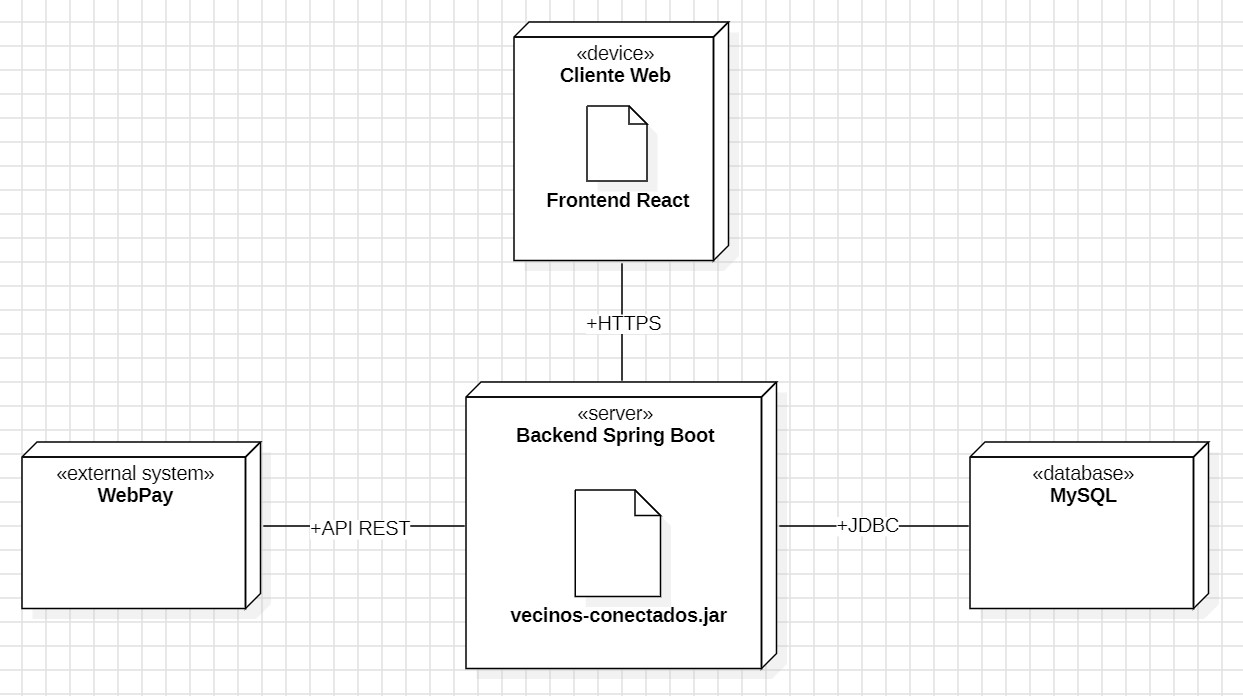 «device»
Cliente Web
Frontend React
+HTTPS
«server»
Backend Spring Boot
vecinos-conectados.jar
«external system»
WebPay
+API REST
+JDBC
«database»
MySQL